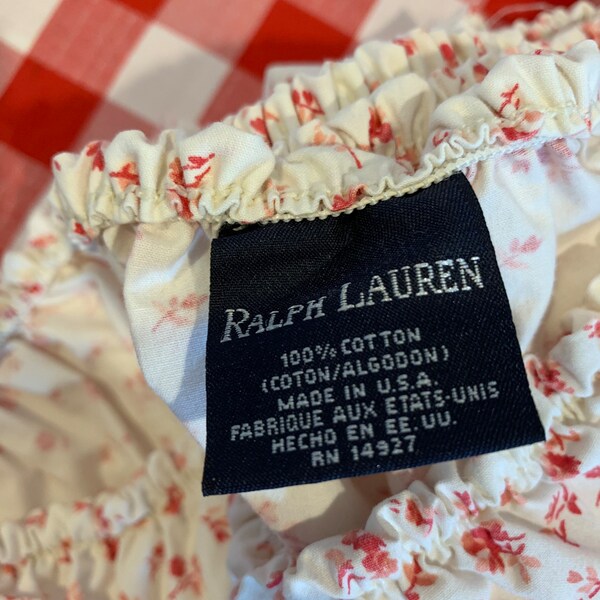 RALPH LAUREN
100% COTTON
(COTON/ALGODON)
MADE IN U.S.A.
FABRIQUE AUX ETATS-UNIS
HECHO EN EE.UU.
RN 14927